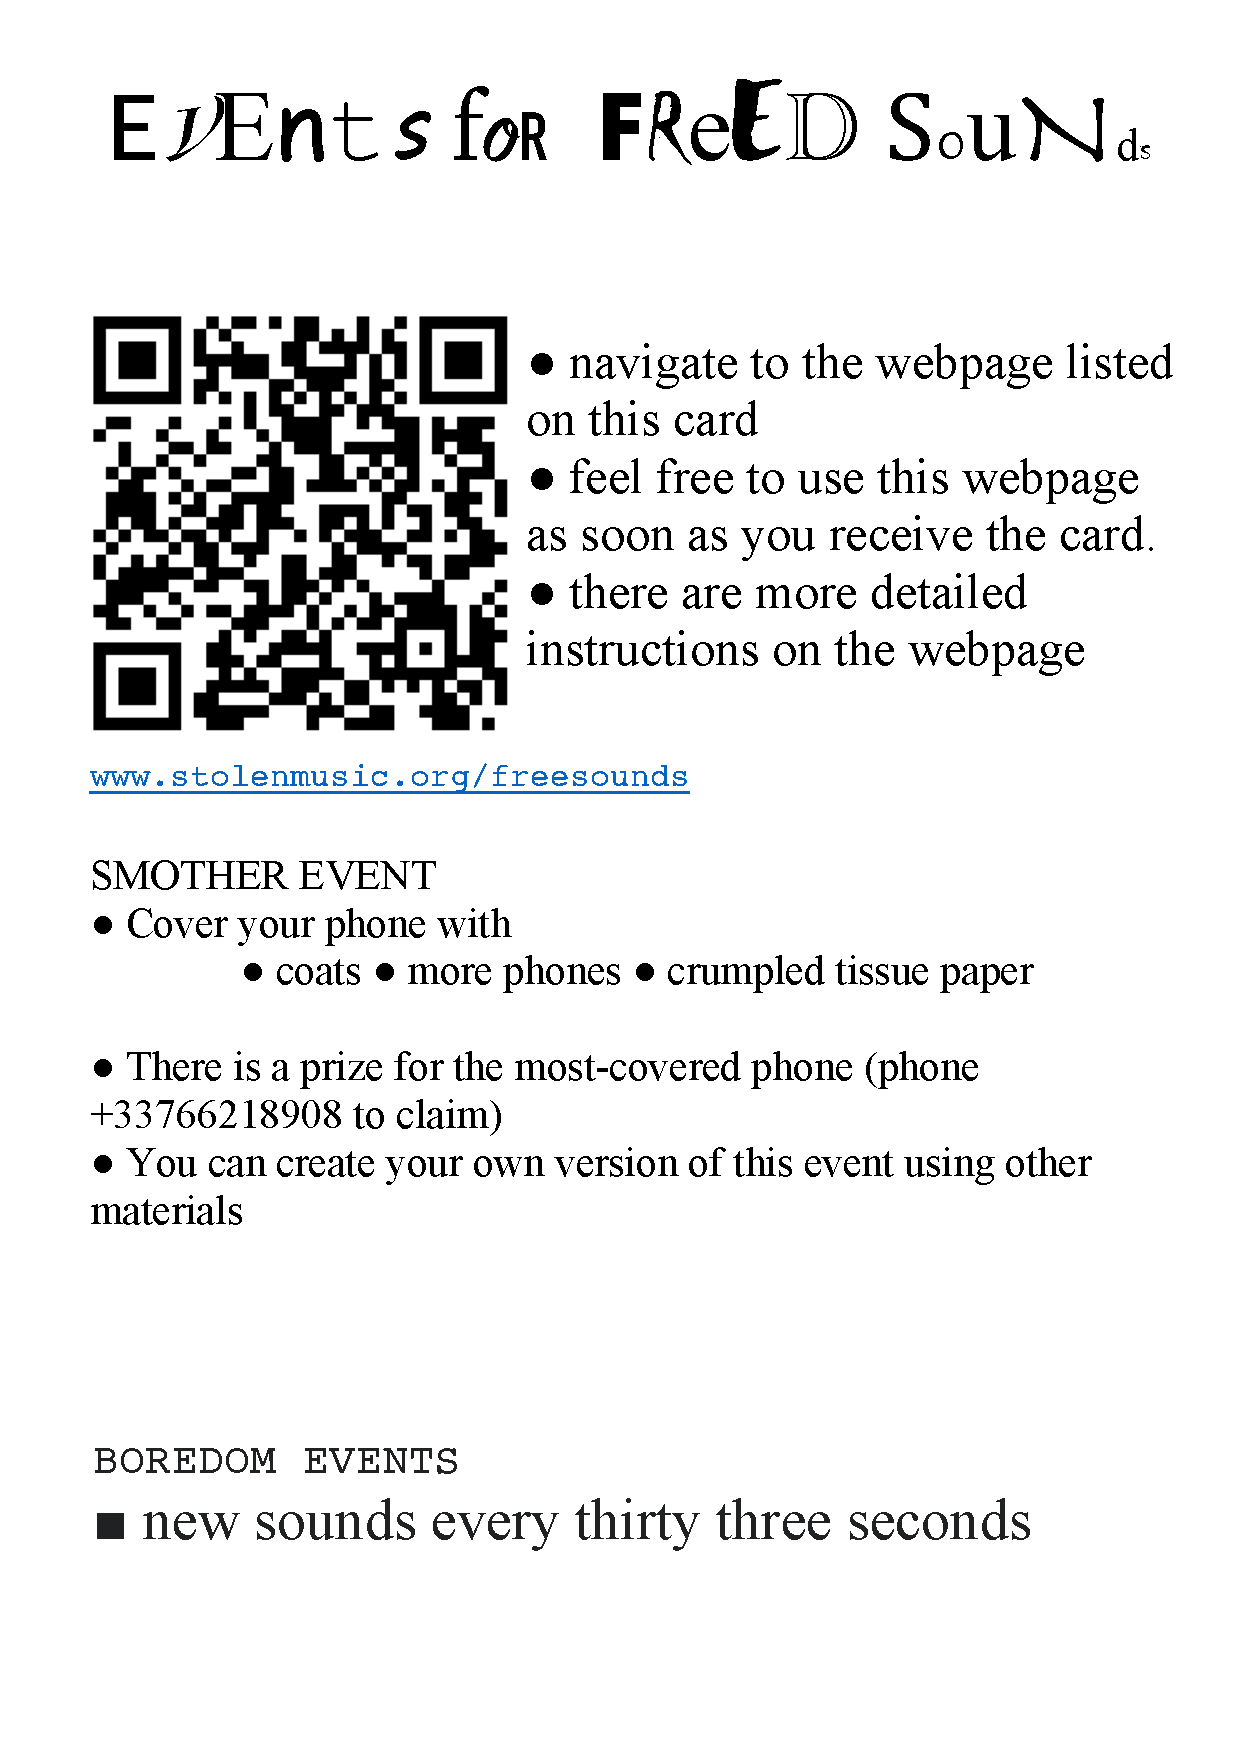 EVEnts foR FReED SouNds
● navigate to the webpage listed
on this card
● feel free to use this webpage
as soon as you receive the card.
● there are more detailed
instructions on the webpage
www.stolenmusic.org/freesounds
SMOTHER EVENT
● Cover your phone with
● coats ● more phones ● crumpled tissue paper
● There is a prize for the most-covered phone (phone
+33766218908 to claim)
● You can create your own version of this event using other
materials
BOREDOM EVENTS
■ new sounds every thirty three seconds